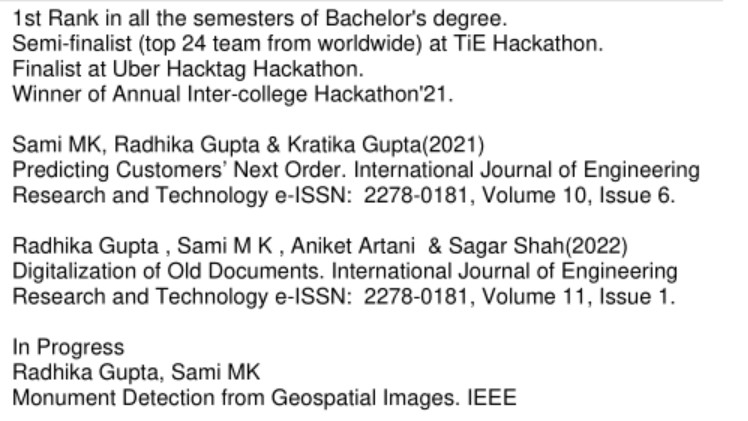 1st Rank in all the semesters of Bachelor's degree.
Semi-finalist (top 24 team from worldwide) at TiE Hackathon.
Finalist at Uber Hacktag Hackathon.
Winner of Annual Inter-college Hackathon'21.
Sami MK, Radhika Gupta & Kratika Gupta(2021)
Predicting Customers’ Next Order. International Journal of Engineering
Research and Technology e-ISSN:  2278-0181, Volume 10, Issue 6.
Radhika Gupta , Sami M K , Aniket Artani  & Sagar Shah(2022)
Digitalization of Old Documents. International Journal of Engineering
Research and Technology e-ISSN:  2278-0181, Volume 11, Issue 1.
In Progress
Radhika Gupta, Sami MK
Monument Detection from Geospatial Images. IEEE